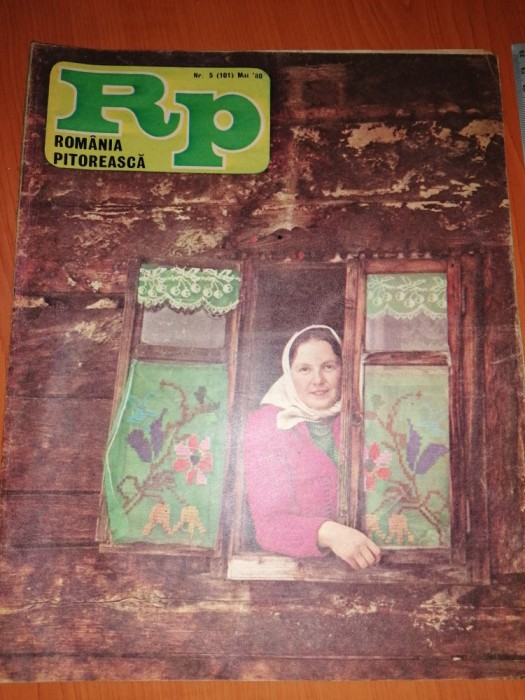 Nr. 5 (101) Mai '80
Rp
ROMÂNIA
PITOREASCĂ